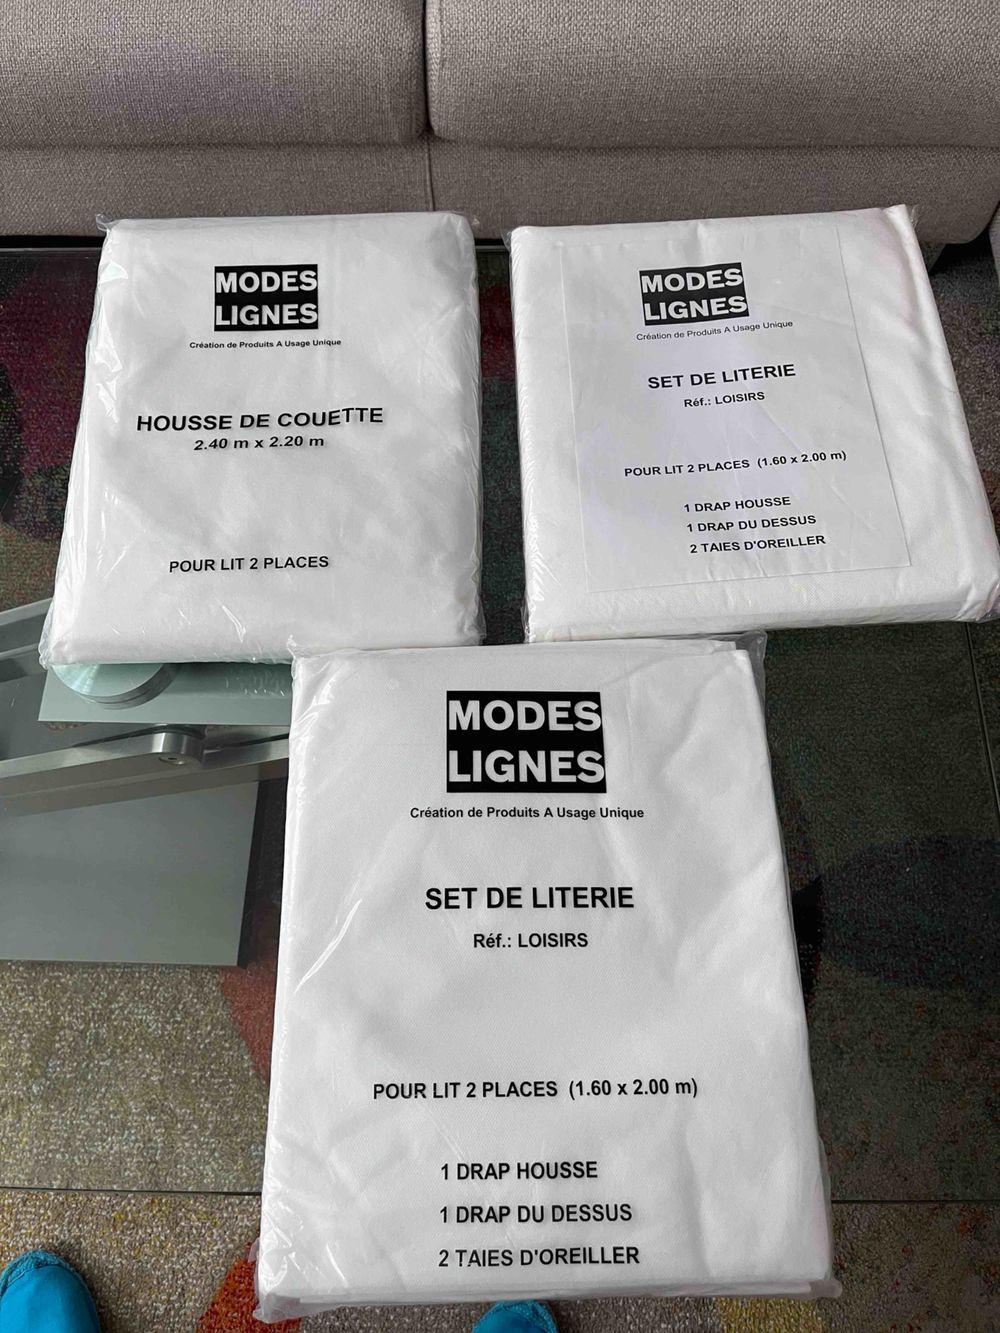 MODES
LIGNES
Création de Produits A Usage Unique
HOUSSE DE COUETTE
2.40 m x 2.20 m
POUR LIT 2 PLACES
MODES
LIGNES
Création de Produits A Usage Unique
SET DE LITERIE
Réf.: LOISIRS
POUR LIT 2 PLACES (1.60 x 2.00 m)
1 DRAP HOUSSE
1 DRAP DU DESSUS
2 TAIES D'OREILLER
MODES
LIGNES
Création de Produits A Usage Unique
SET DE LITERIE
Réf.: LOISIRS
POUR LIT 2 PLACES (1.60 x 2.00 m)
1 DRAP HOUSSE
1 DRAP DU DESSUS
2 TAIES D'OREILLER